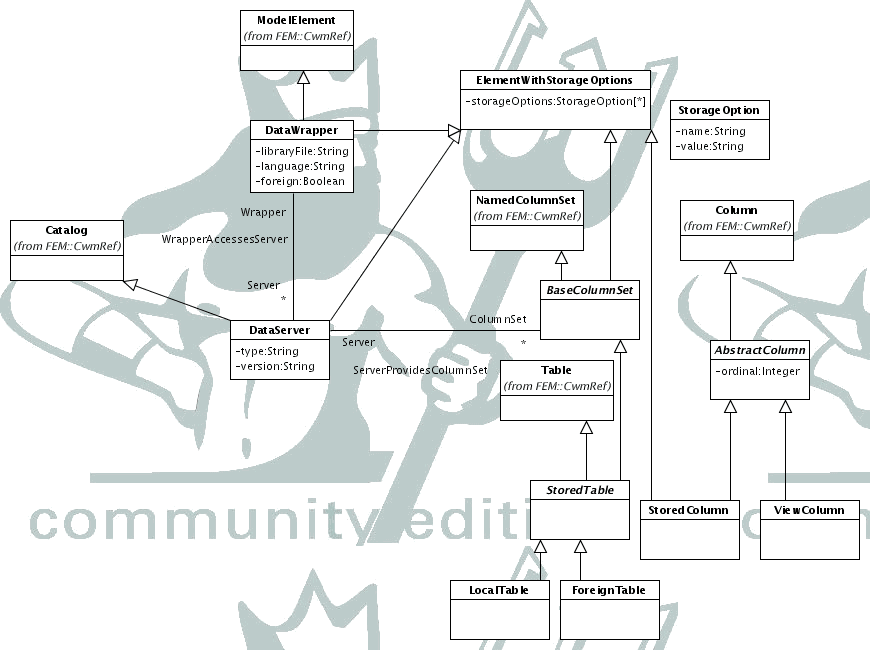 ModelElement
(from FEM::CwmRef)
ElementWithStorageOptions
-storageOptions:StorageOption[*]
StorageOption
-name:String
-value:String
DataWrapper
-libraryFile:String
-language:String
-foreign:Boolean
NamedColumnSet
(from FEM::CwmRef)
Column
(from FEM::CwmRef)
Wrapper
Catalog
(from FEM::CwmRef)
WrapperAccessesServer
Server
*
BaseColumnSet
DataServer
-type:String
-version:String
ColumnSet
*
Server
ServerProvidesColumnSet
AbstractColumn
-ordinal:Integer
Table
(from FEM::CwmRef)
StoredTable
StoredColumn
ViewColumn
community editi
LocalTable
ForeignTable